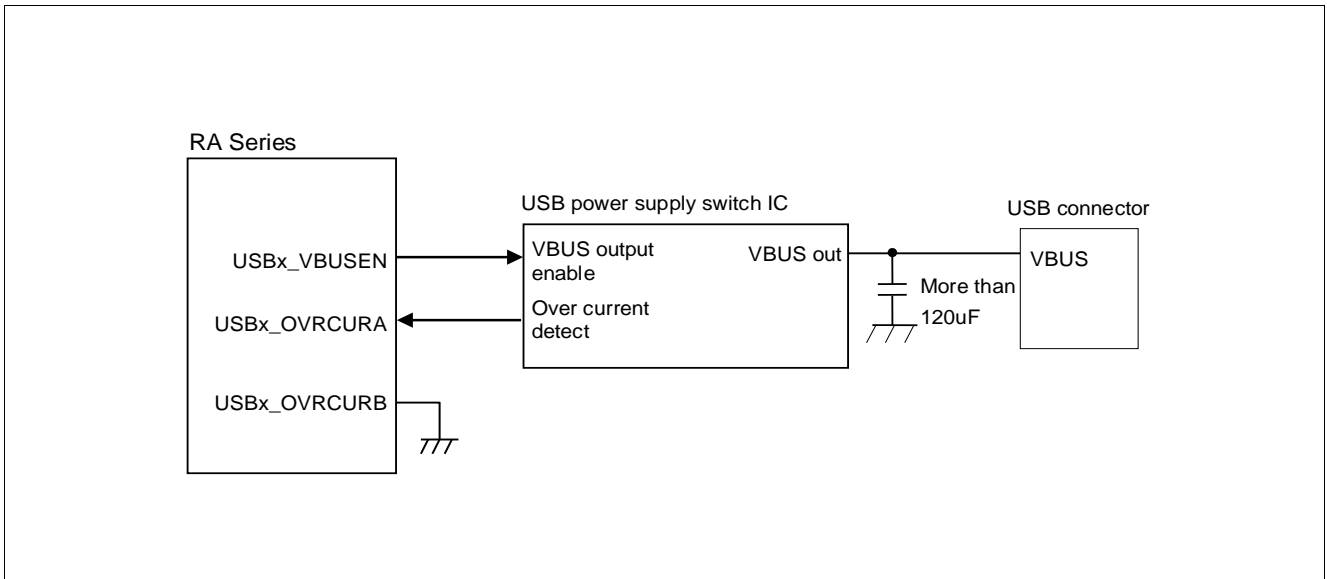 RA Series
USB power supply switch IC
USB connector
USBx_VBUSEN
VBUS output
enable
VBUS out
VBUS
More than
120uF
USBx_OVRCURA
Over current
detect
USBx_OVRCURB